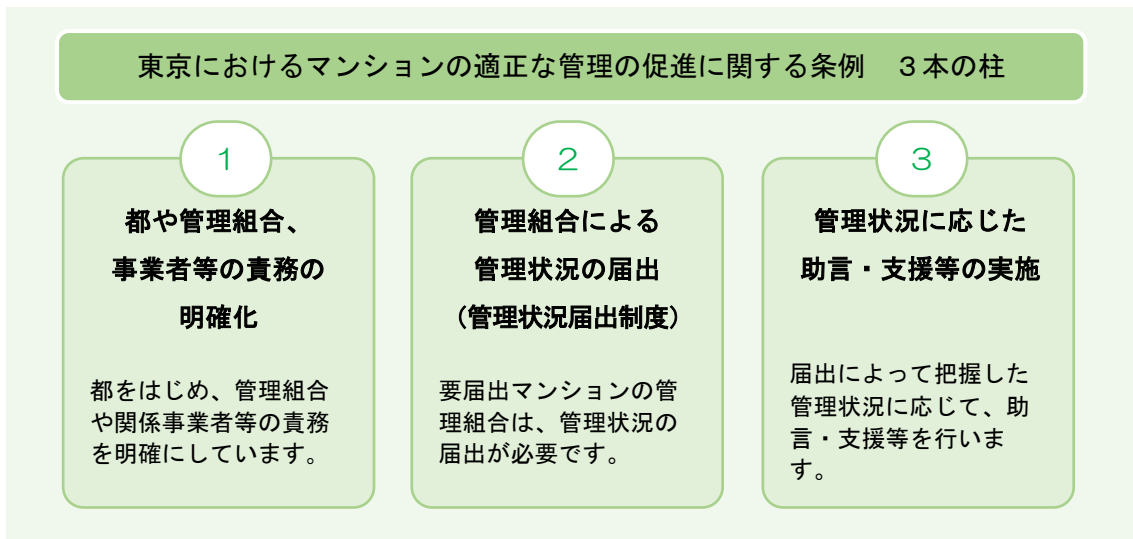 東京におけるマンションの適正な管理の促進に関する条例　３本の柱
１
都や管理組合、
事業者等の責務の
明確化
都をはじめ、管理組合
や関係事業者等の責務
を明確にしています。
２
管理組合による
管理状況の届出
（管理状況届出制度）
要届出マンションの管
理組合は、管理状況の
届出が必要です。
３
管理状況に応じた
助言・支援等の実施
届出によって把握した
管理状況に応じて、助
言・支援等を行いま
す。